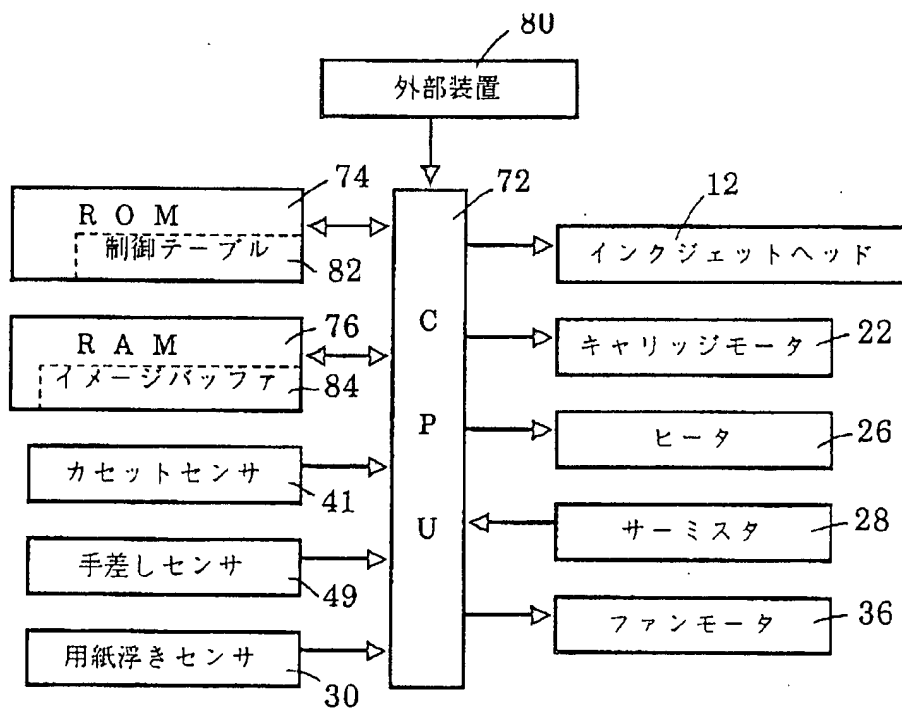 80
外部装置
74
ROM
制御テーブル
82
76
RAM
イメージバッファ
84
カセットセンサ
41
手差しセンサ
49
用紙浮きセンサ
30
72
CPU
12
インクジェットヘッド
キャリッジモータ
22
ヒータ
26
サーミスタ
28
ファンモータ
36